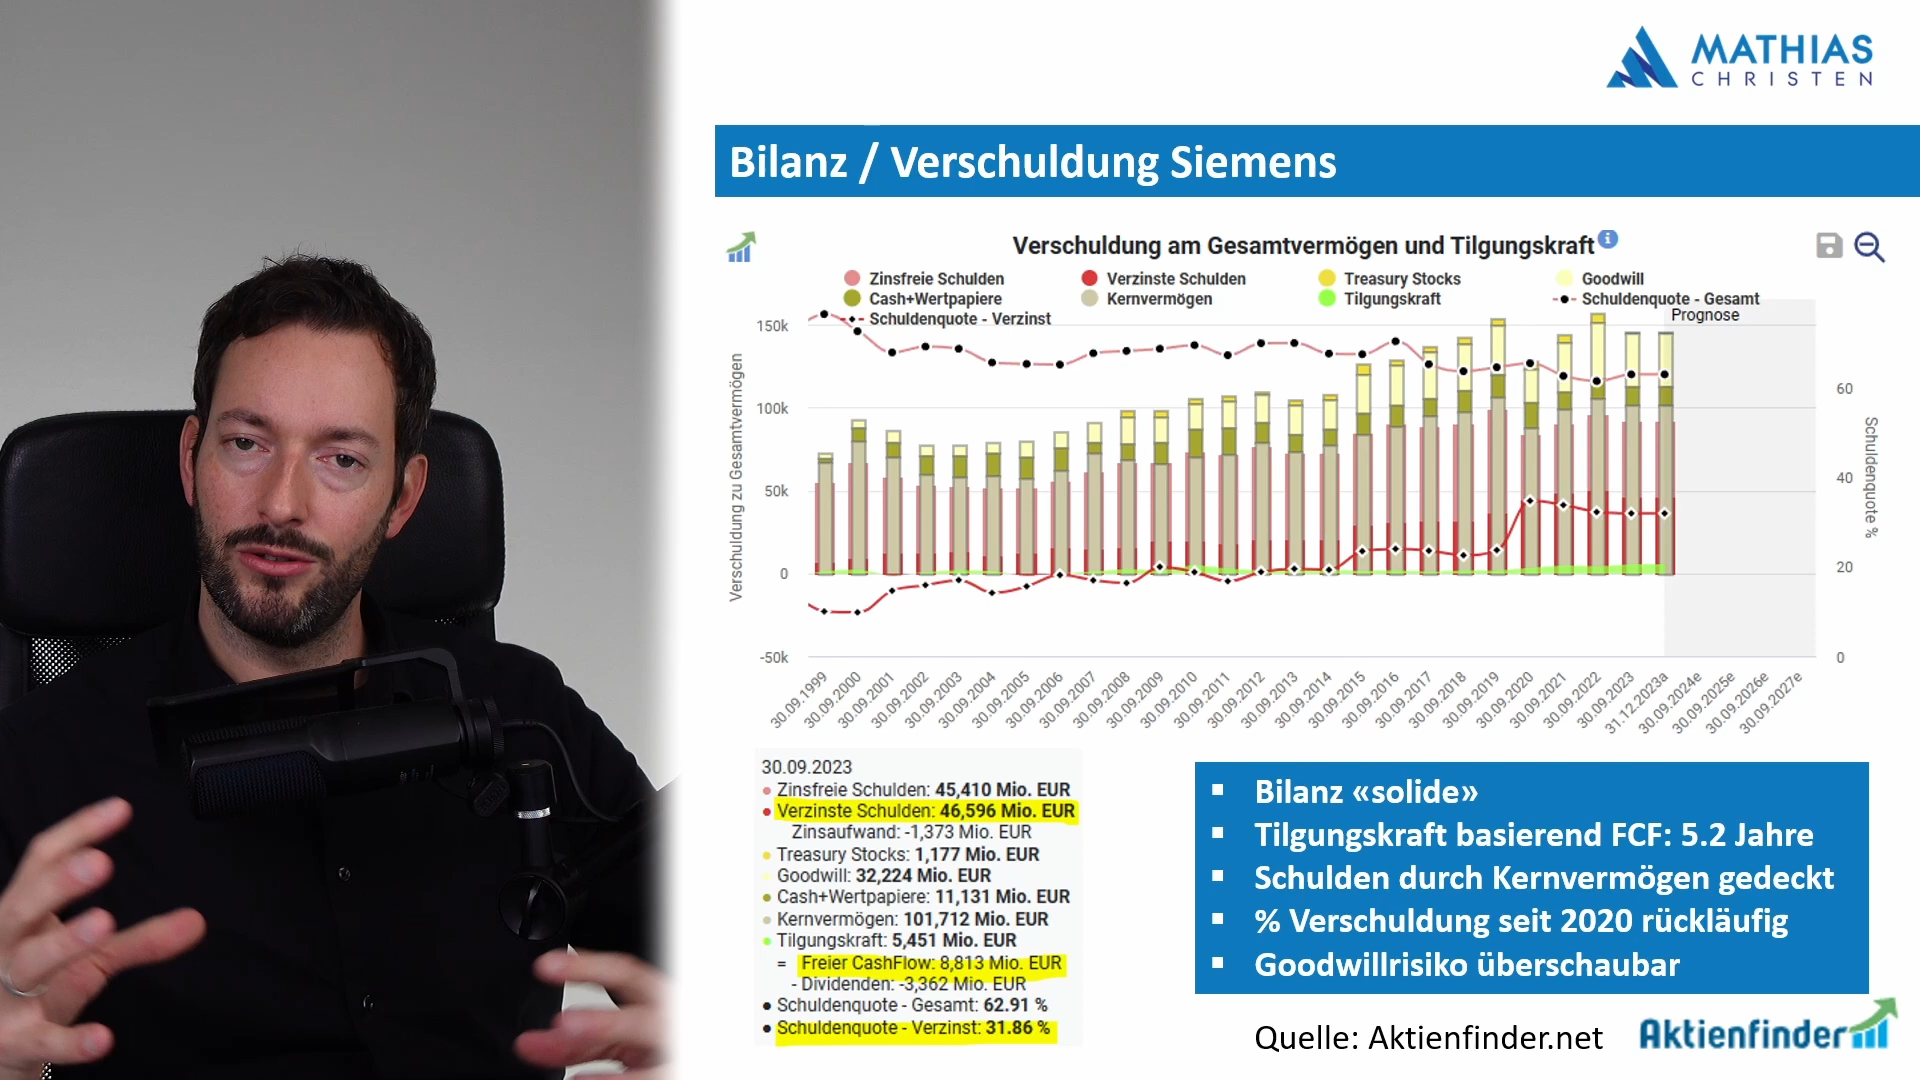 MATHIAS
CHRISTEN
Bilanz / Verschuldung Siemens
Verschuldung am Gesamtvermögen und Tilgungskraft
Zinsfreie Schulden
Verzinste Schulden
Treasury Stocks
Goodwill
Cash+Wertpapiere
Kernvermögen
Tilgungskraft
Schuldenquote - Gesamt
Schuldenquote - Verzinst
Prognose
150k
100k
50k
0
-50k
Verschuldung zu Gesamtvermögen
60
40
20
0
Schuldenquote %
30.09.1999
30.09.2000
30.09.2001
30.09.2002
30.09.2003
30.09.2004
30.09.2005
30.09.2006
30.09.2007
30.09.2008
30.09.2009
30.09.2010
30.09.2011
30.09.2012
30.09.2013
30.09.2014
30.09.2015
30.09.2016
30.09.2017
30.09.2018
30.09.2019
30.09.2020
30.09.2021
30.09.2022
30.09.2023
31.12.2023a
30.09.2024e
30.09.2025e
30.09.2026e
30.09.2027e
30.09.2023
Zinsfreie Schulden: 45,410 Mio. EUR
Verzinste Schulden: 46,596 Mio. EUR
Zinsaufwand: -1,373 Mio. EUR
Treasury Stocks: 1,177 Mio. EUR
Goodwill: 32,224 Mio. EUR
Cash+Wertpapiere: 11,131 Mio. EUR
Kernvermögen: 101,712 Mio. EUR
Tilgungskraft: 5,451 Mio. EUR
= Freier CashFlow: 8,813 Mio. EUR
- Dividenden: -3,362 Mio. EUR
Schuldenquote - Gesamt: 62.91 %
Schuldenquote - Verzinst: 31.86 %
▪ Bilanz «solide»
▪ Tilgungskraft basierend FCF: 5.2 Jahre
▪ Schulden durch Kernvermögen gedeckt
▪ % Verschuldung seit 2020 rückläufig
▪ Goodwillrisiko überschaubar
Quelle: Aktienfinder.net
Aktienfinder